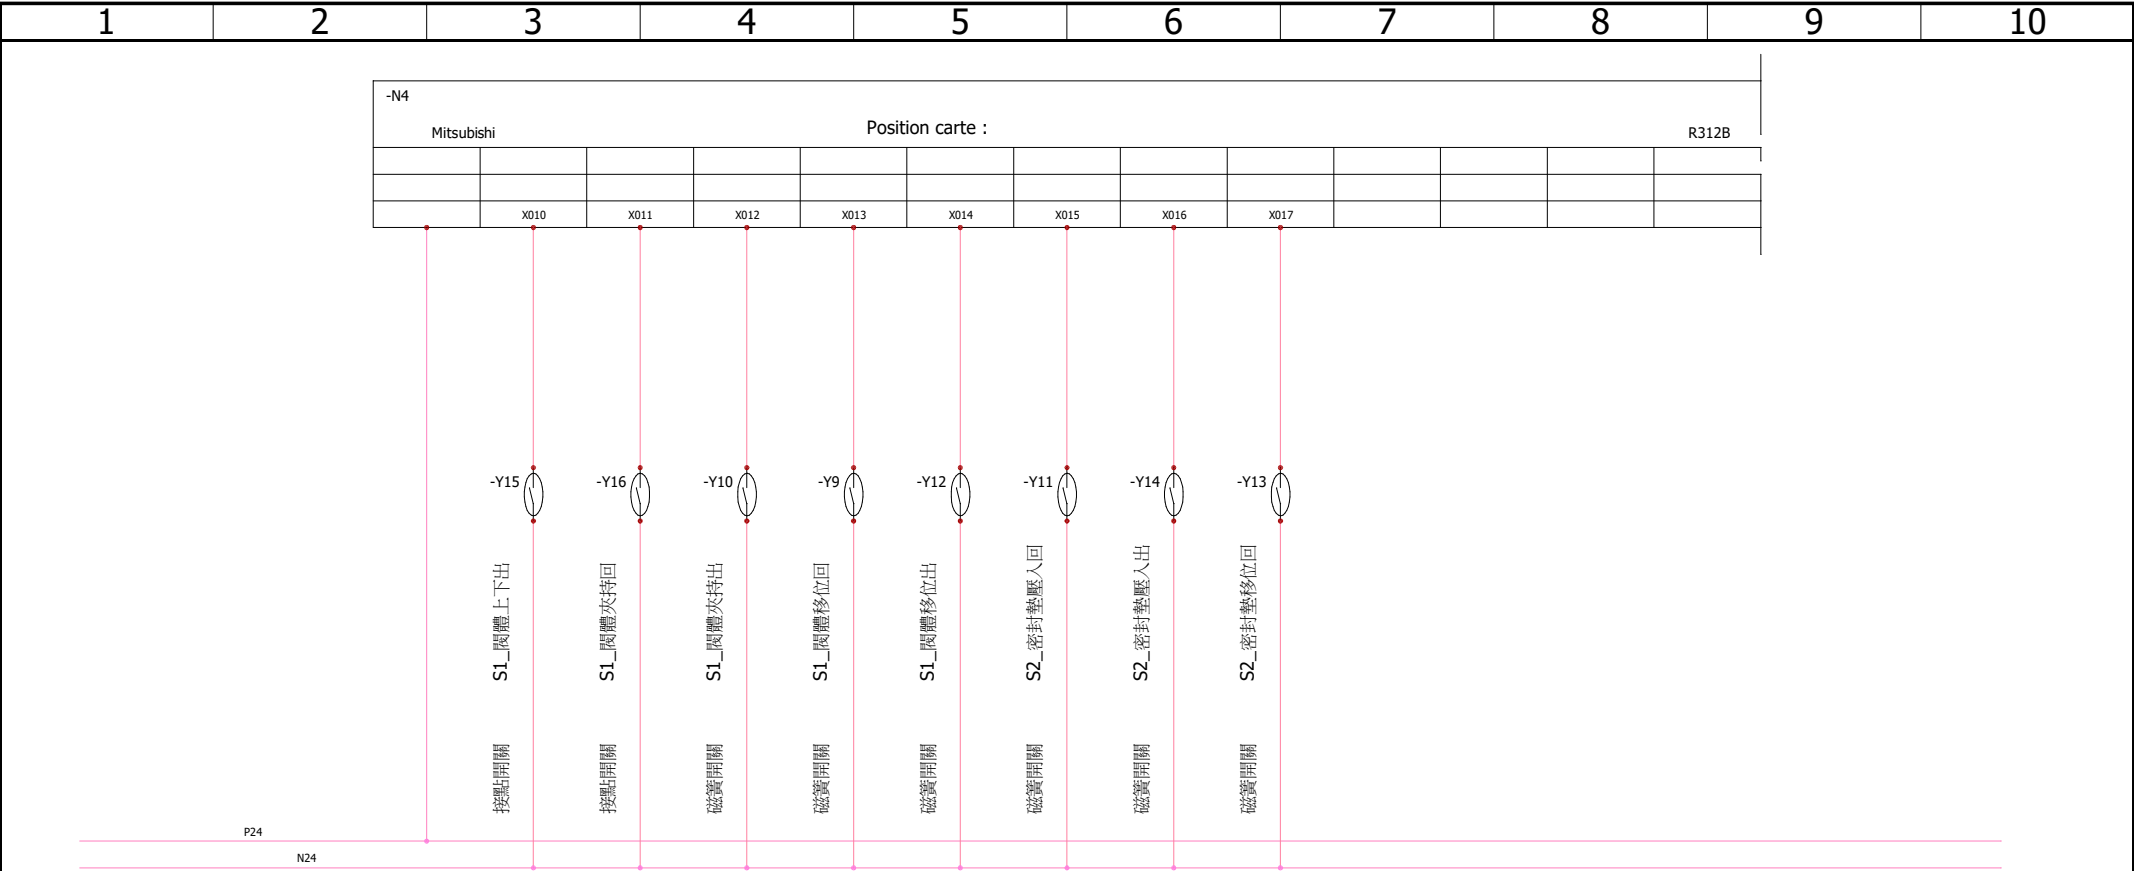 1 2 3 4 5 6 7 8 9 10
-N4
Mitsubishi Position carte : R312B
X010 X011 X012 X013 X014 X015 X016 X017
-Y15 -Y16 -Y10 -Y9 -Y12 -Y11 -Y14 -Y13
S1_閥體上下出
S1_閥體夾持回
S1_閥體夾持出
S1_閥體移位回
S1_閥體移位出
S2_密封墊壓入回
S2_密封墊壓入出
S2_密封墊移位回
接點開關
接點開關
磁簧開關
磁簧開關
磁簧開關
磁簧開關
磁簧開關
磁簧開關
P24
N24